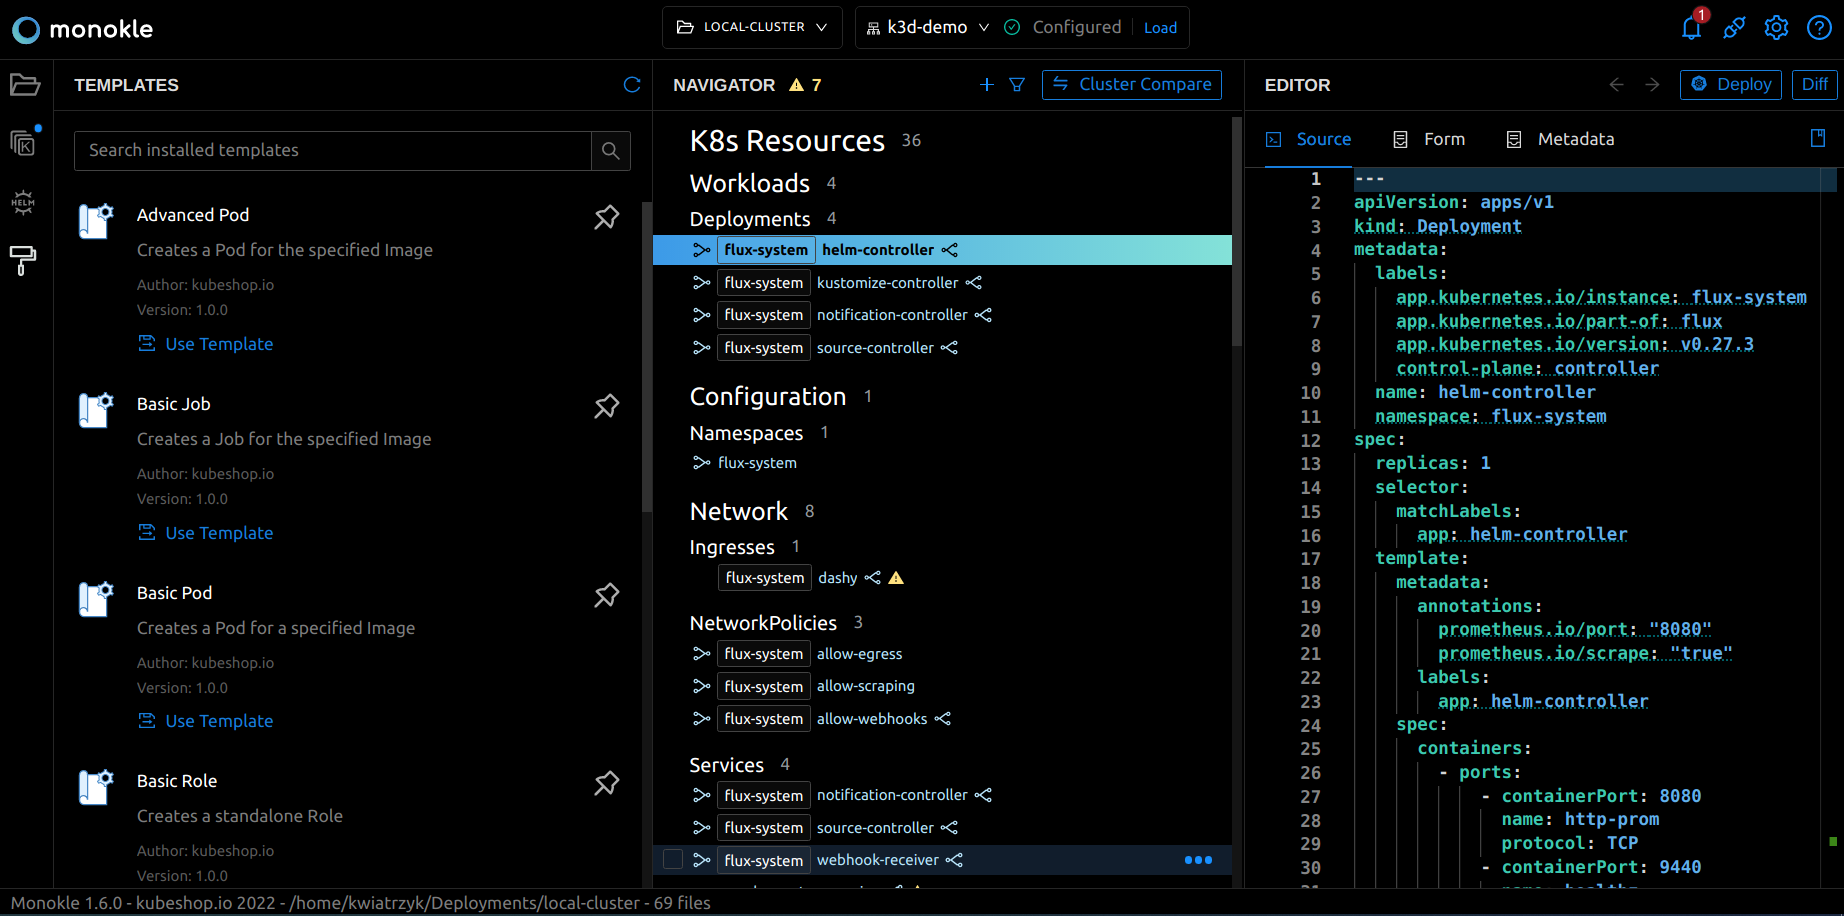 monokle
LOCAL-CLUSTER
k3d-demo
Configured
Load
1
TEMPLATES
Search installed templates
Advanced Pod
Creates a Pod for the specified Image
Author: kubeshop.io
Version: 1.0.0
Use Template
Basic Job
Creates a Job for the specified Image
Author: kubeshop.io
Version: 1.0.0
Use Template
Basic Pod
Creates a Pod for a specified Image
Author: kubeshop.io
Version: 1.0.0
Use Template
Basic Role
Creates a standalone Role
Author: kubeshop.io
Version: 1.0.0
K
HELM
NAVIGATOR 7
Cluster Compare
K8s Resources 36
Workloads 4
Deployments 4
flux-system helm-controller
flux-system kustomize-controller
flux-system notification-controller
flux-system source-controller
Configuration 1
Namespaces 1
flux-system
Network 8
Ingresses 1
flux-system dashy
NetworkPolicies 3
flux-system allow-egress
flux-system allow-scraping
flux-system allow-webhooks
Services 4
flux-system notification-controller
flux-system source-controller
flux-system webhook-receiver
EDITOR
Deploy
Diff
Source
Form
Metadata
1 ---
2 apiVersion: apps/v1
3 kind: Deployment
4 metadata:
5 labels:
6 app.kubernetes.io/instance: flux-system
7 app.kubernetes.io/part-of: flux
8 app.kubernetes.io/version: v0.27.3
9 control-plane: controller
10 name: helm-controller
11 namespace: flux-system
12 spec:
13 replicas: 1
14 selector:
15 matchLabels:
16 app: helm-controller
17 template:
18 metadata:
19 annotations:
20 prometheus.io/port: "8080"
21 prometheus.io/scrape: "true"
22 labels:
23 app: helm-controller
24 spec:
25 containers:
26 - ports:
27 - containerPort: 8080
28 name: http-prom
29 protocol: TCP
30 - containerPort: 9440
Monokle 1.6.0 - kubeshop.io 2022 - /home/kwiatrzyk/Deployments/local-cluster - 69 files